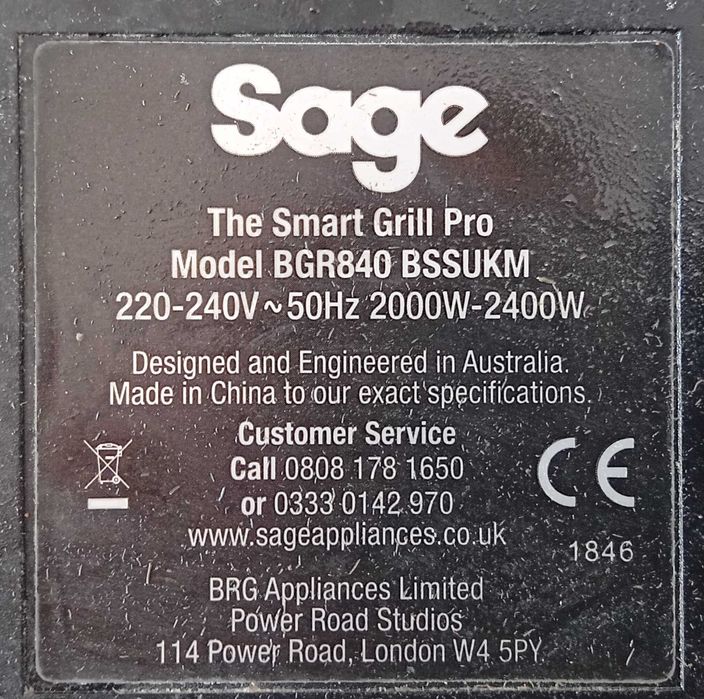 Sage
The Smart Grill Pro
Model BGR840 BSSUKM
220-240V~50Hz 2000W-2400W
Designed and Engineered in Australia.
Made in China to our exact specifications.
Customer Service
Call 0808 178 1650
or 0333 0142 970
www.sageappliances.co.uk
CE
1846
BRG Appliances Limited
Power Road Studios
114 Power Road, London W4 5PY